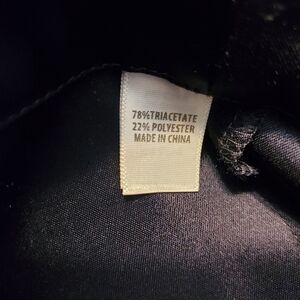 78%TRIACETATE
22% POLYESTER
MADE IN CHINA